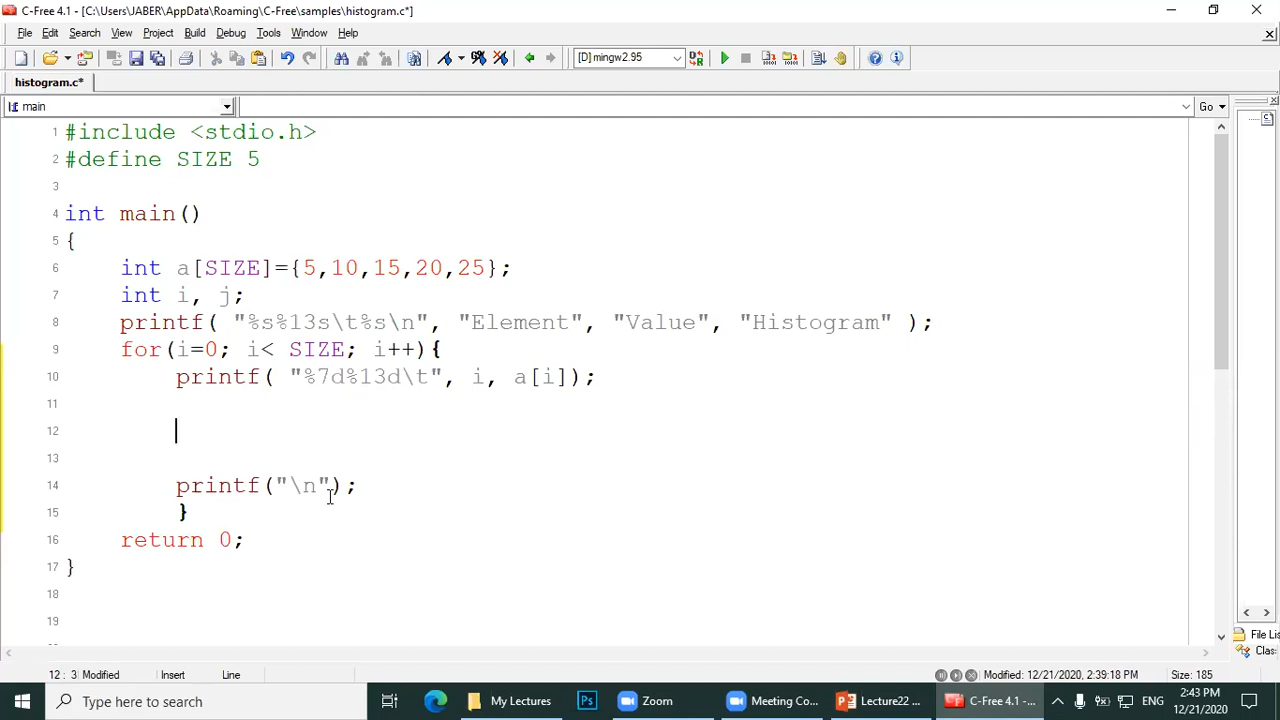 C-Free 4.1 - [C:\Users\JABER\AppData\Roaming\C-Free\samples\histogram.c*]
File Edit Search View Project Build Debug Tools Window Help
[D] mingw2.95
histogram.c*
main
Go
1 #include <stdio.h>
2 #define SIZE 5
3
4 int main()
5 {
6 int a[SIZE]={5,10,15,20,25};
7 int i, j;
8 printf( "%s%13s\t%s\n", "Element", "Value", "Histogram" );
9 for(i=0; i< SIZE; i++){
10 printf( "%7d%13d\t", i, a[i]);
11
12
13
14 printf("\n");
15 }
16 return 0;
17 }
18
19
File Lis
Clas
12 : 3 Modified Insert Line Modified: 12/21/2020, 2:39:18 PM Size: 185
Type here to search My Lectures Ps Zoom Meeting Co... Lecture22 ... C-Free 4.1 -... ENG 2:43 PM
12/21/2020